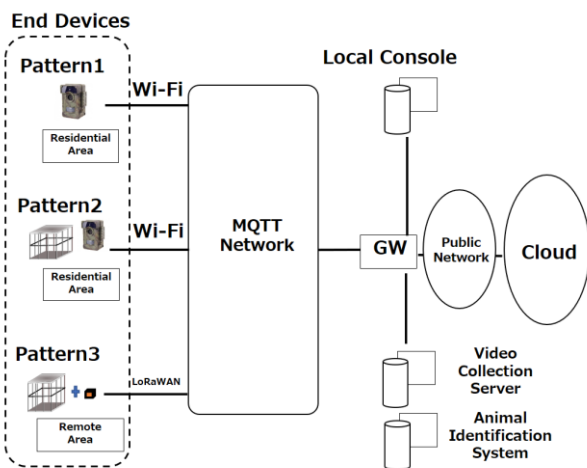 End Devices
Pattern1
Wi-Fi
Residential
Area
Pattern2
Wi-Fi
Residential
Area
Pattern3
LoRaWAN
Remote
Area
MQTT
Network
Local Console
GW
Public
Network
Cloud
Video
Collection
Server
Animal
Identification
System